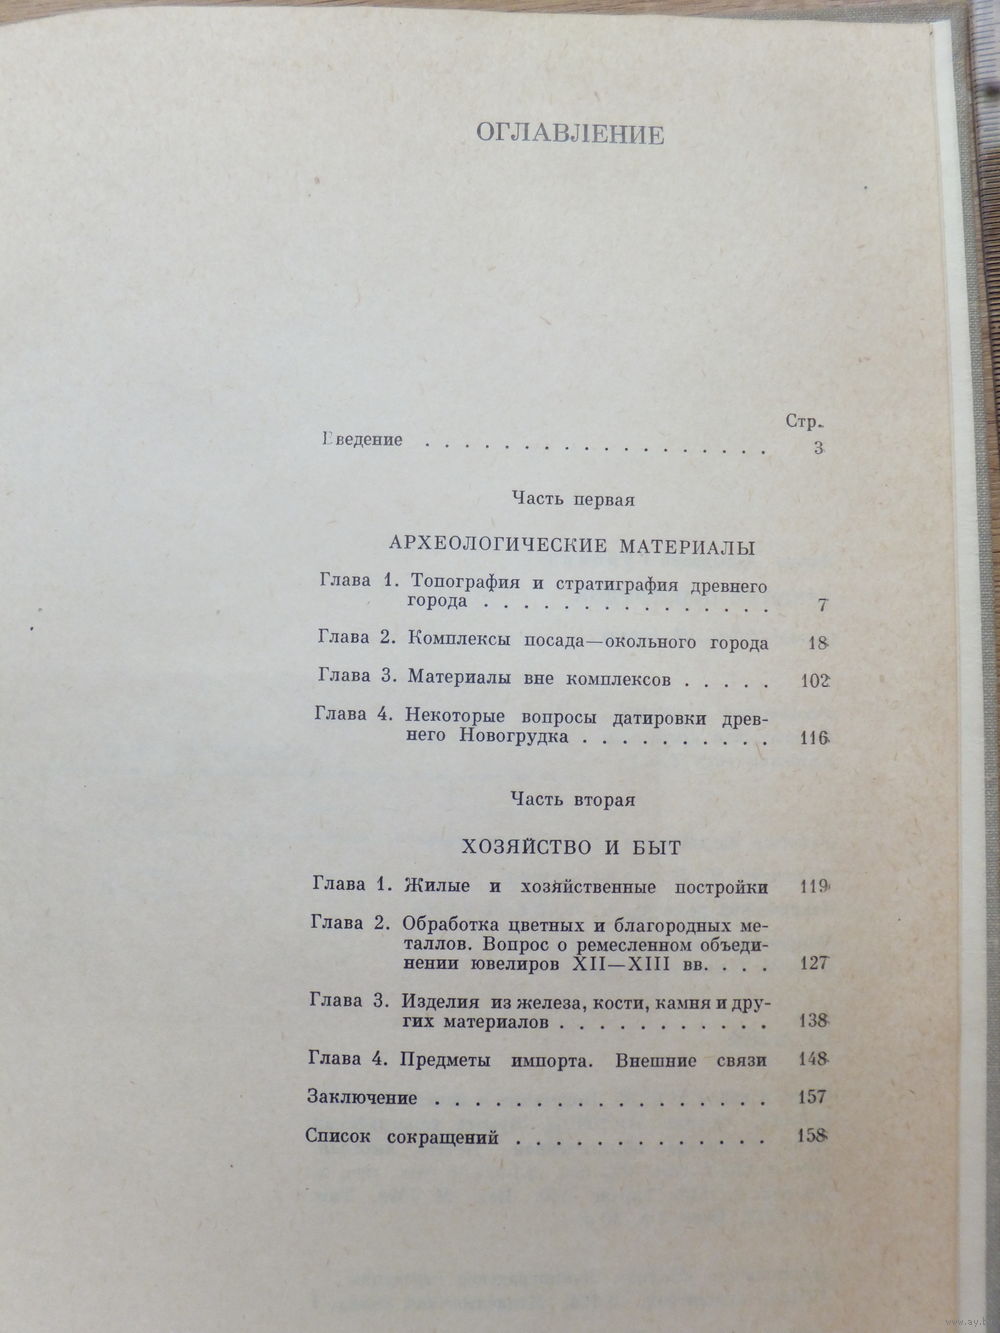 ОГЛАВЛЕНИЕ
Стр.
Введение . . . . . . . . . . . . . . . . . . 3
Часть первая
АРХЕОЛОГИЧЕСКИЕ МАТЕРИАЛЫ
Глава 1. Топография и стратиграфия древнего
города . . . . . . . . . . . . . . . 7
Глава 2. Комплексы посада—окольного города 18
Глава 3. Материалы вне комплексов . . . . . 102
Глава 4. Некоторые вопросы датировки древ-
него Новогрудка . . . . . . . . . . 116
Часть вторая
ХОЗЯЙСТВО И БЫТ
Глава 1. Жилые и хозяйственные постройки 119
Глава 2. Обработка цветных и благородных ме-
таллов. Вопрос о ремесленном объеди-
нении ювелиров XII—XIII вв. . . . 127
Глава 3. Изделия из железа, кости, камня и дру-
гих материалов . . . . . . . . . . . 138
Глава 4. Предметы импорта. Внешние связи 148
Заключение . . . . . . . . . . . . . . . . . 157
Список сокращений . . . . . . . . . . . . . 158